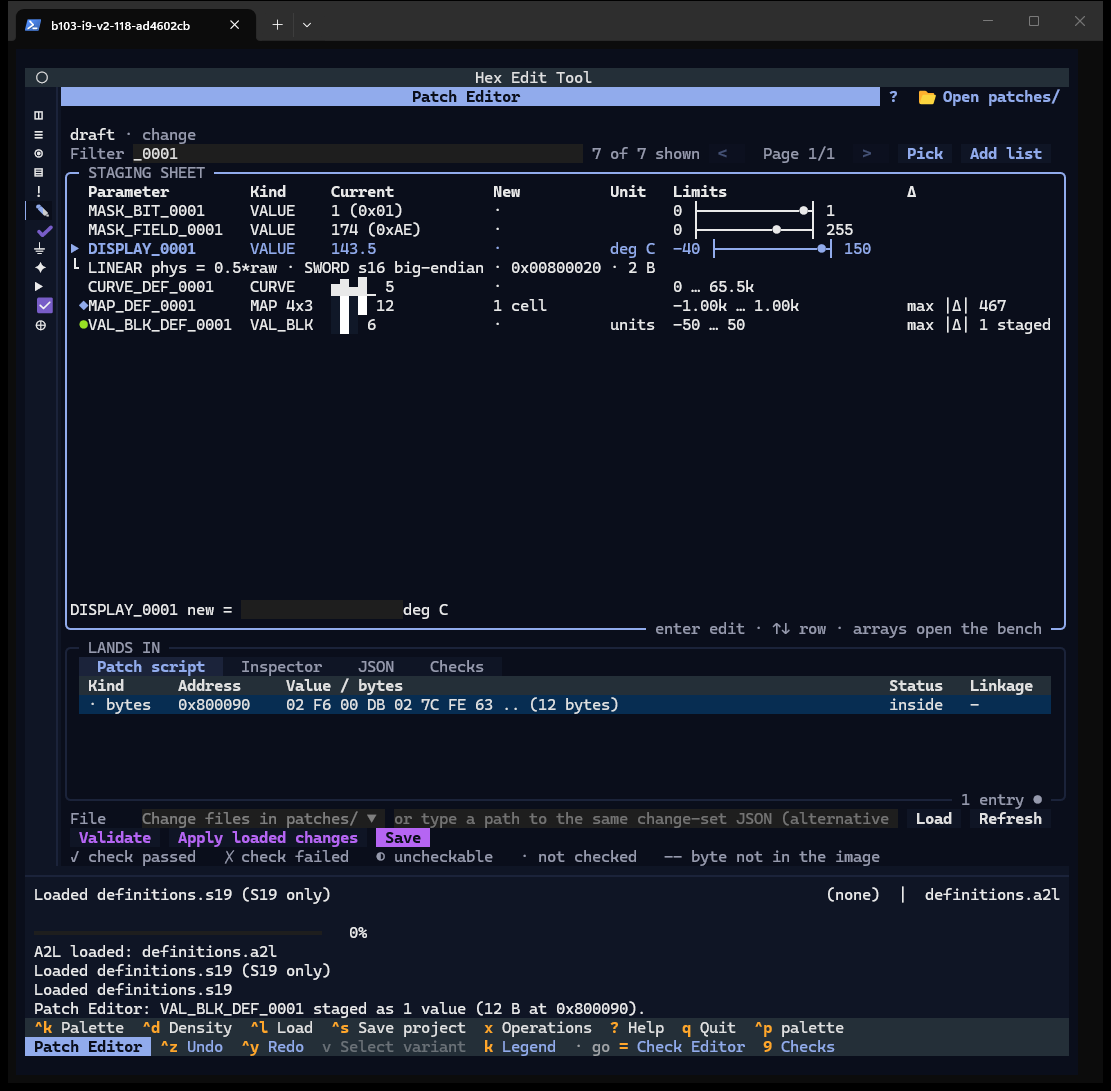 b103-i9-v2-118-ad4602cb
Hex Edit Tool
Patch Editor ? Open patches/
draft · change
Filter _0001 7 of 7 shown < Page 1/1 > Pick Add list
STAGING SHEET
Parameter Kind Current New Unit Limits Δ
MASK_BIT_0001 VALUE 1 (0x01) · 0 1
MASK_FIELD_0001 VALUE 174 (0xAE) · 0 255
▶ DISPLAY_0001 VALUE 143.5 · deg C -40 150
└ LINEAR phys = 0.5*raw · SWORD s16 big-endian · 0x00800020 · 2 B
CURVE_DEF_0001 CURVE 5 · 0 … 65.5k
◆MAP_DEF_0001 MAP 4x3 12 1 cell -1.00k … 1.00k max |Δ| 467
●VAL_BLK_DEF_0001 VAL_BLK 6 units -50 … 50 max |Δ| 1 staged
DISPLAY_0001 new = deg C
enter edit · ↑↓ row · arrays open the bench
LANDS IN
Patch script Inspector JSON Checks
Kind Address Value / bytes Status Linkage
· bytes 0x800090 02 F6 00 DB 02 7C FE 63 .. (12 bytes) inside —
1 entry ●
File Change files in patches/ ▼ or type a path to the same change-set JSON (alternative Load Refresh
Validate Apply loaded changes Save
✓ check passed ✗ check failed ◐ uncheckable · not checked —— byte not in the image
Loaded definitions.s19 (S19 only) (none) | definitions.a2l
0%
A2L loaded: definitions.a2l
Loaded definitions.s19 (S19 only)
Loaded definitions.s19
Patch Editor: VAL_BLK_DEF_0001 staged as 1 value (12 B at 0x800090).
^k Palette ^d Density ^l Load ^s Save project x Operations ? Help q Quit ^p palette
Patch Editor ^z Undo ^y Redo v Select variant k Legend · go = Check Editor 9 Checks